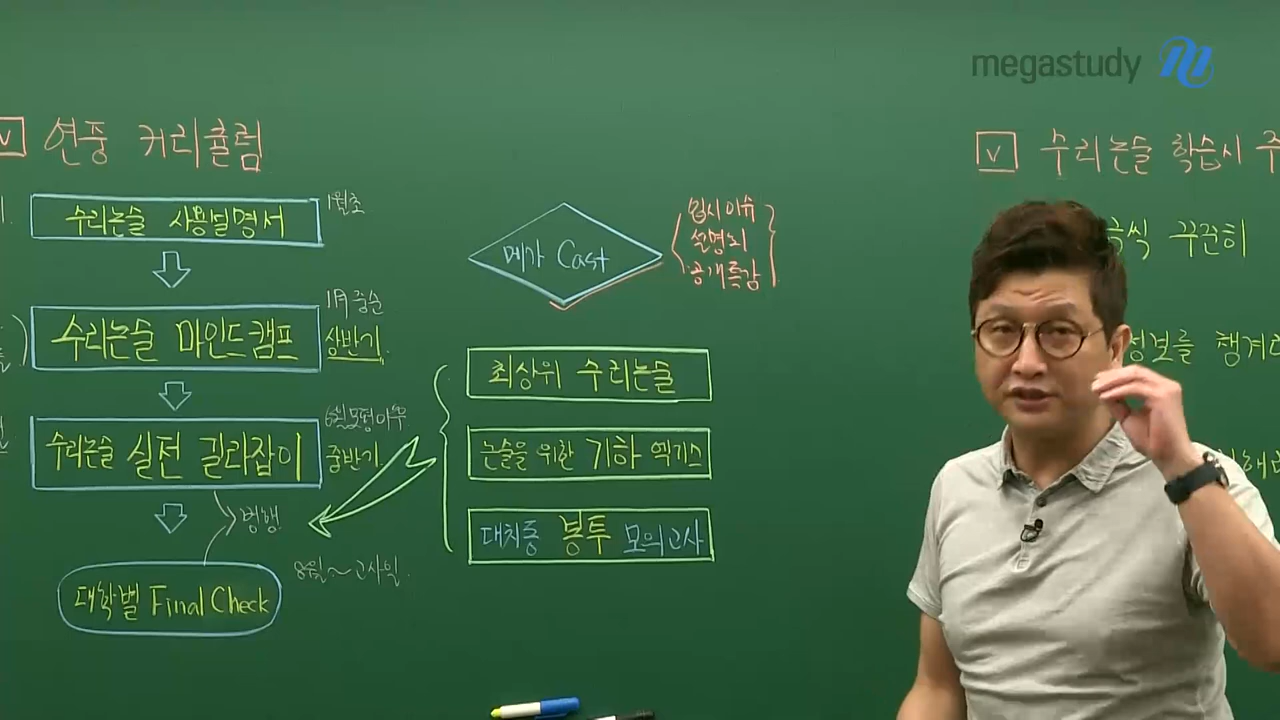 megastudy
v 연중 커리큘럼
수리논술 사용설명서
1월초
수리논술 마인드캠프
1月 중순
상반기
수리논술 실전 길라잡이
6월모평이후
중반기
병행
대학별 Final Check
8월~고사일
메가 Cast
입시이슈
설명회
공개특강
최상위 수리논술
논술을 위한 기하 엑기스
대치동 봉투 모의고사
v 수리논술 학습시
씩 꾸준히
정보를 챙겨라